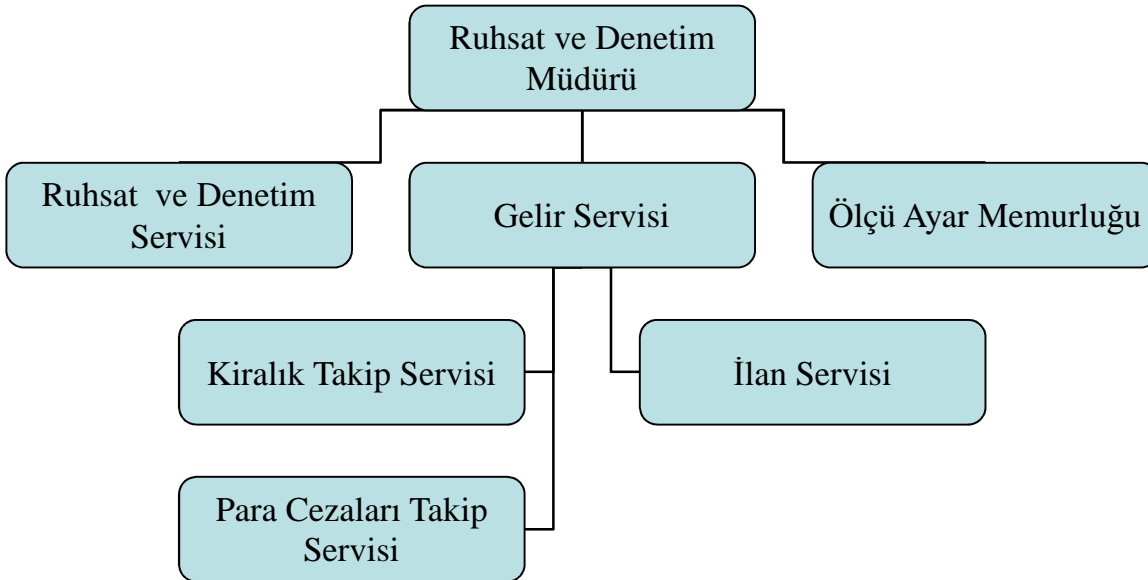 Ruhsat ve Denetim
Müdürü
Ruhsat  ve Denetim
Servisi
Gelir Servisi
Ölçü Ayar Memurluğu
Kiralık Takip Servisi
İlan Servisi
Para Cezaları Takip
Servisi